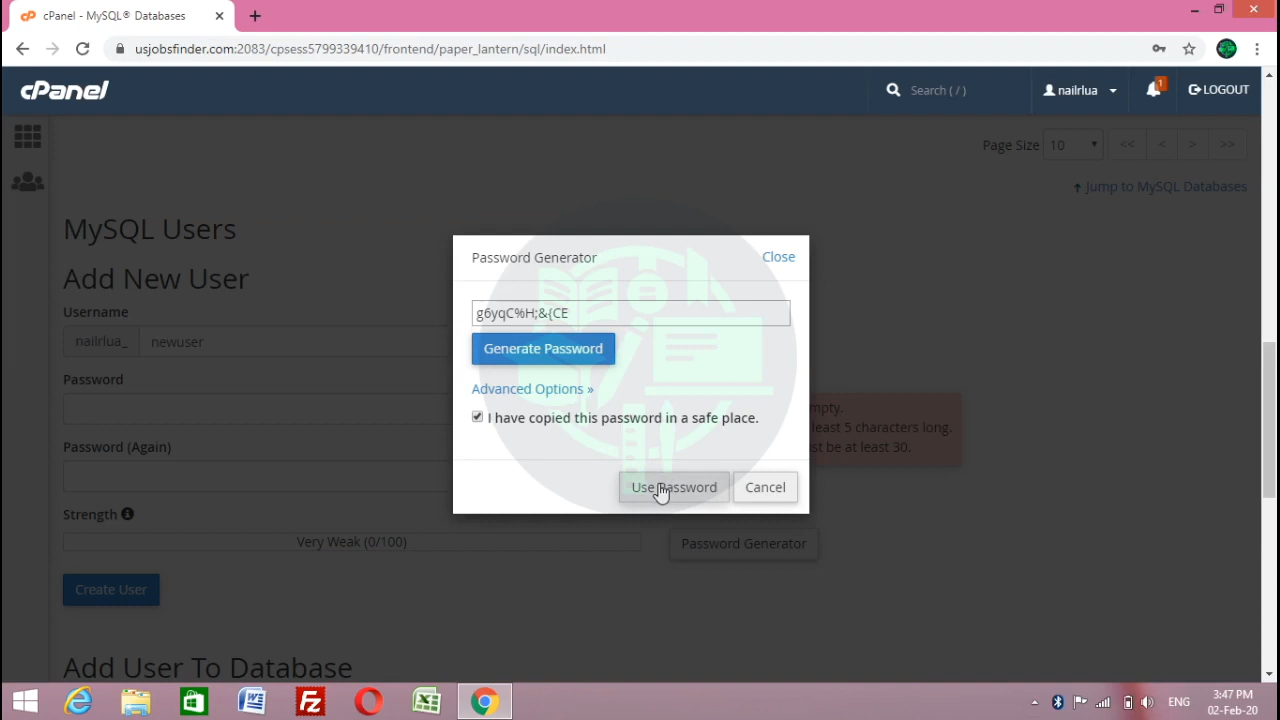 cPanel - MySQL® Databases
usjobsfinder.com:2083/cpsess5799339410/frontend/paper_lantern/sql/index.html
cPanel
Search ( / )
nailrlua
1
LOGOUT
Page Size 10 << < > >>
Jump to MySQL Databases
MySQL Users
Add New User
Username
nailrlua_ newuser
Password
Password (Again)
Strength
Very Weak (0/100)
Password Generator
Create User
Add User To Database
mpty.
least 5 characters long.
st be at least 30.
Password Generator
Close
g6yqC%H;&{CE
Generate Password
Advanced Options »
I have copied this password in a safe place.
Use Password
Cancel
ENG
3:47 PM
02-Feb-20